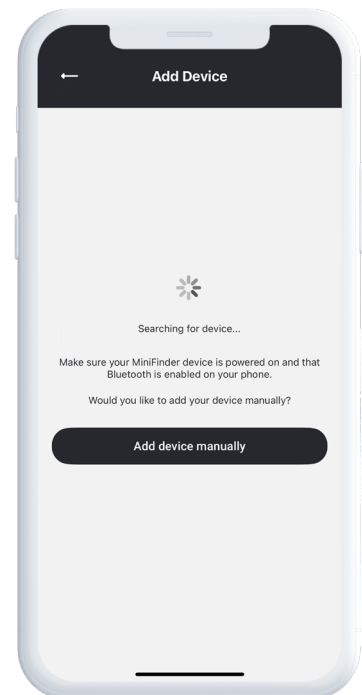 Add Device
Searching for device...
Make sure your MiniFinder device is powered on and that
Bluetooth is enabled on your phone.
Would you like to add your device manually?
Add device manually